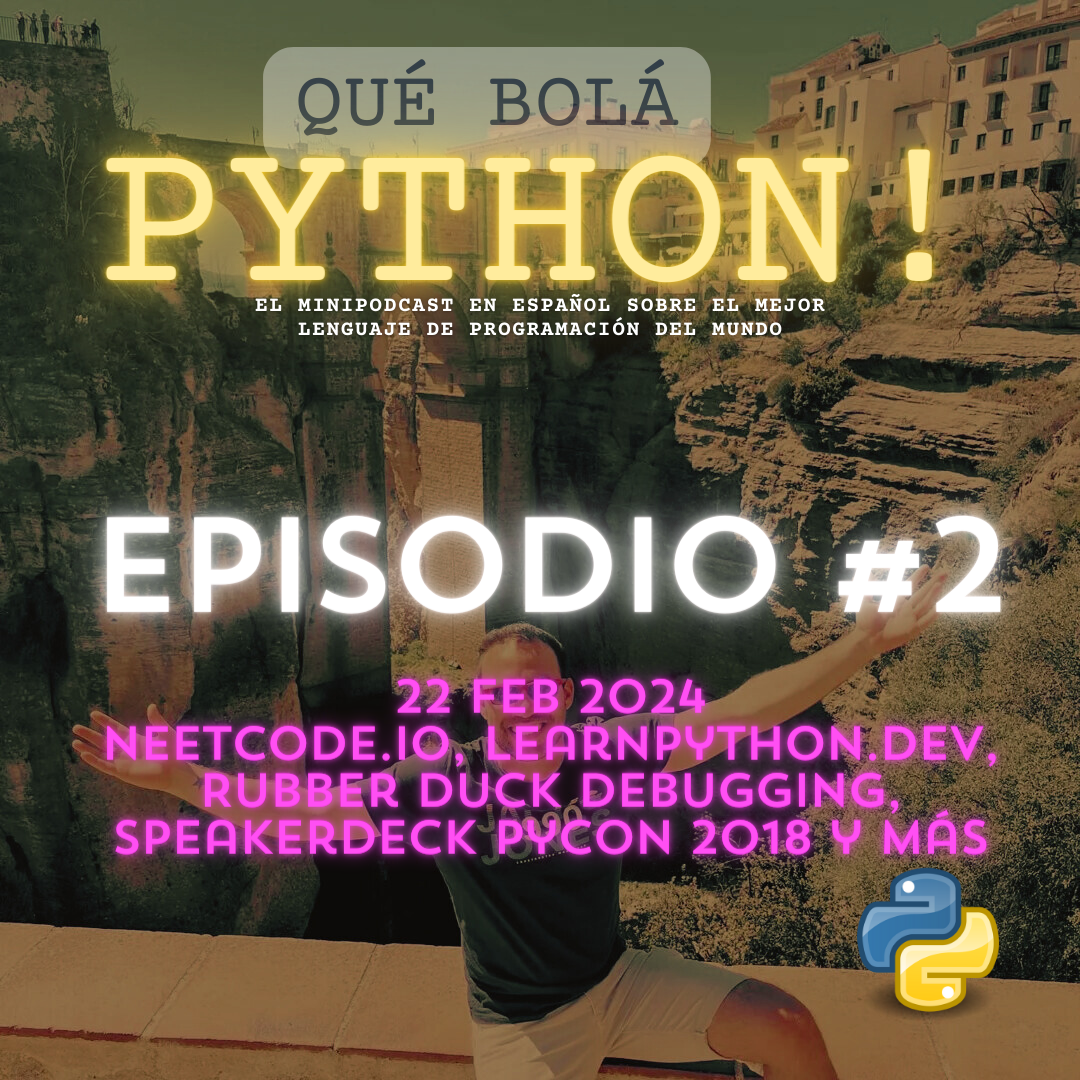 QUÉ BOLÁ
PYTHON!
EL MINIPODCAST EN ESPAÑOL SOBRE EL MEJOR
LENGUAJE DE PROGRAMACIÓN DEL MUNDO
EPISODIO #2
22 FEB 2024
NEETCODE.IO, LEARNPYTHON.DEV,
RUBBER DUCK DEBUGGING,
SPEAKERDECK PYCON 2018 Y MÁS